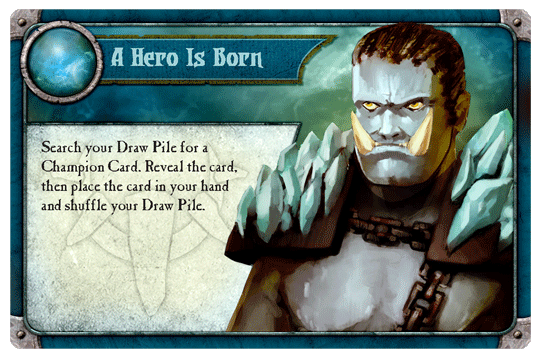 A Hero Is Born
Search your Draw Pile for a
Champion Card. Reveal the card,
then place the card in your hand
and shuffle your Draw Pile.